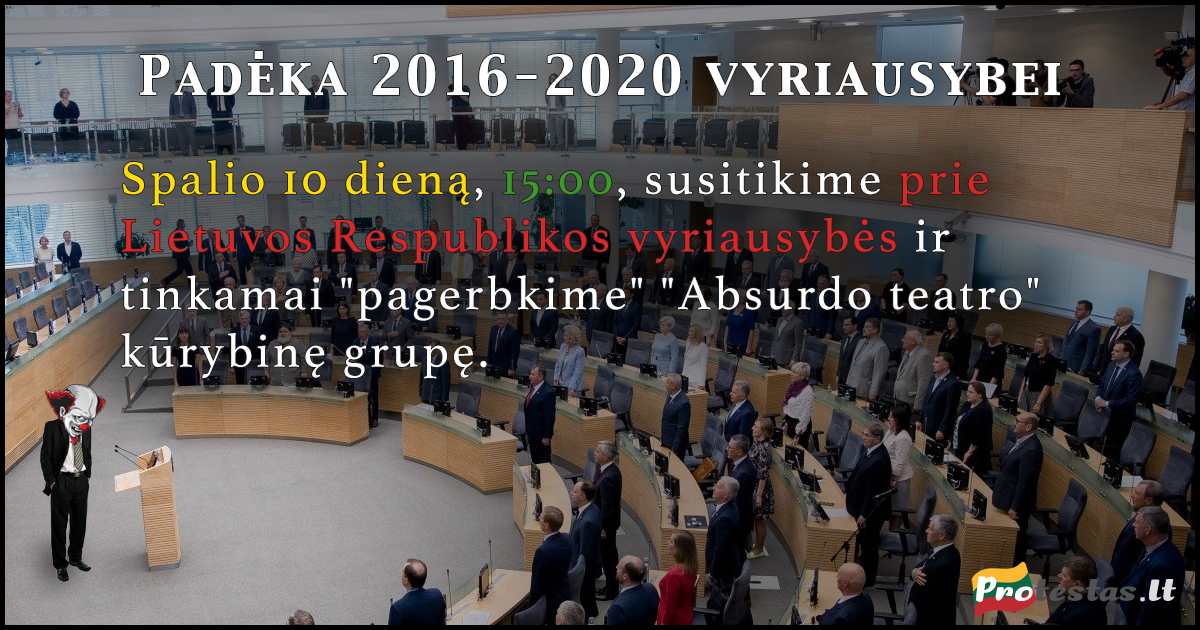 Padėka 2016-2020 vyriausybei
Spalio 10 dieną, 15:00, susitikime prie
Lietuvos Respublikos vyriausybės ir
tinkamai "pagerbkime" "Absurdo teatro"
kūrybinę grupę.
Protestas.lt